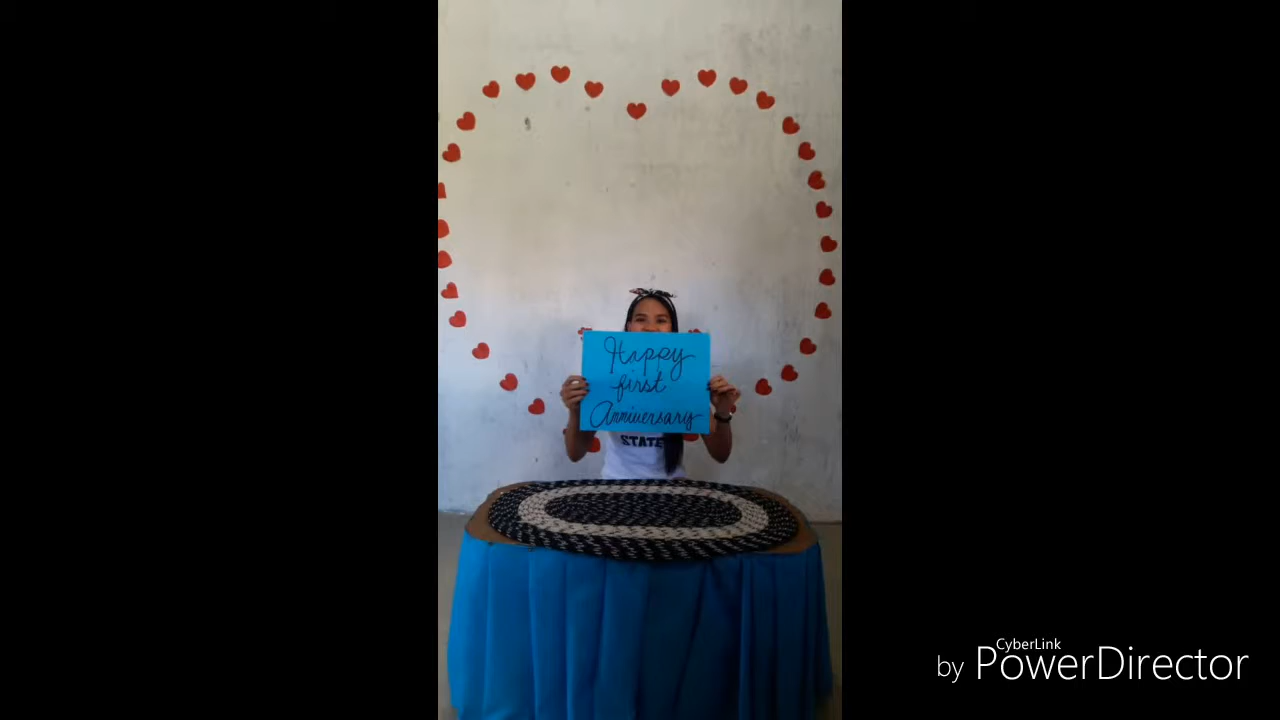 Happy
first
Anniversary
STATE
CyberLink
by PowerDirector